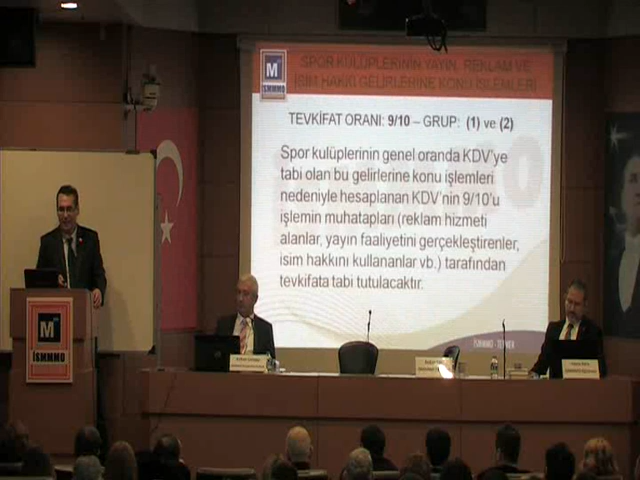 SPOR KULÜPLERİNİN YAYIN, REKLAM VE
İSİM HAKKI GELİRLERİNE KONU İŞLEMLERİ
M
İSMMMO
TEVKİFAT ORANI: 9/10 – GRUP: (1) ve (2)
Spor kulüplerinin genel oranda KDV'ye
tabi olan bu gelirlerine konu işlemleri
nedeniyle hesaplanan KDV'nin 9/10'u
işlemin muhatapları (reklam hizmeti
alanlar, yayın faaliyetini gerçekleştirenler,
isim hakkını kullananlar vb.) tarafından
tevkifata tabi tutulacaktır.
İSMMMO - TESMER
M
İSMMMO